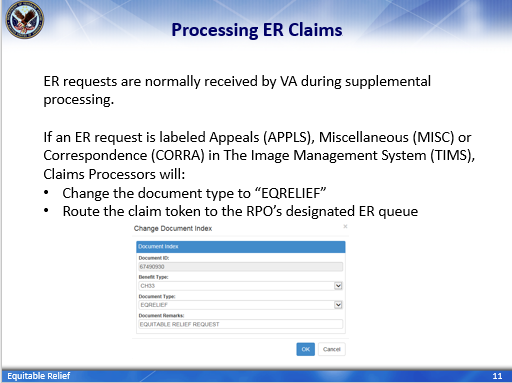 Processing ER Claims
ER requests are normally received by VA during supplemental
processing.
If an ER request is labeled Appeals (APPLS), Miscellaneous (MISC) or
Correspondence (CORRA) in The Image Management System (TIMS),
Claims Processors will:
• Change the document type to “EQRELIEF”
• Route the claim token to the RPO’s designated ER queue
Change Document Index
Document Index
Document ID:
67490930
Benefit Type:
CH33
Document Type:
EQRELIEF
Document Remarks:
EQUITABLE RELIEF REQUEST
OK Cancel
Equitable Relief 11